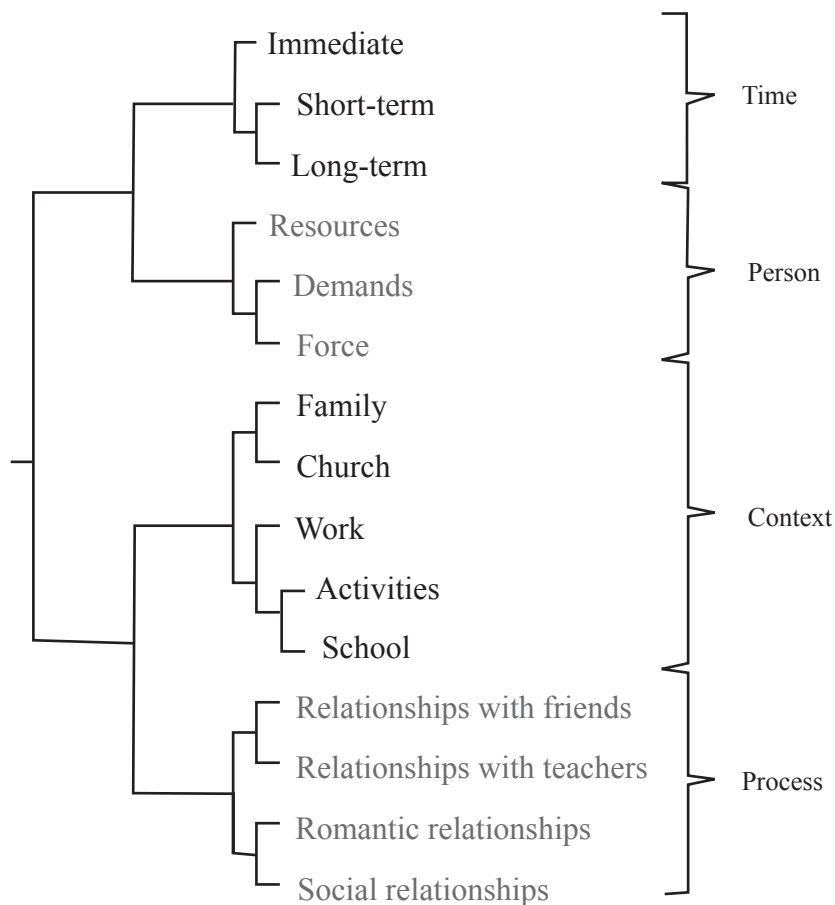 Immediate
Short-term
Long-term
Time
Resources
Demands
Force
Person
Family
Church
Work
Activities
School
Context
Relationships with friends
Relationships with teachers
Romantic relationships
Social relationships
Process